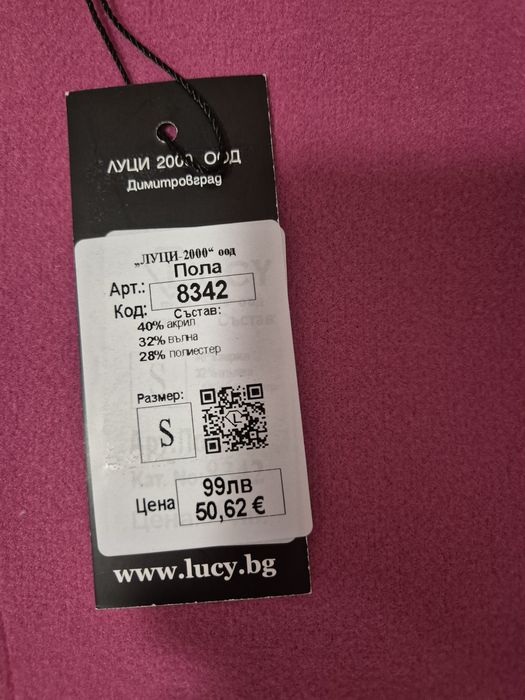 ЛУЦИ 2000 ООД
Димитровград
„ЛУЦИ-2000“ оод
Пола
Арт.:
8342
Код:
Състав:
40% акрил
32% вълна
28% полиестер
Размер:
S
99лв
Цена
50,62 €
www.lucy.bg